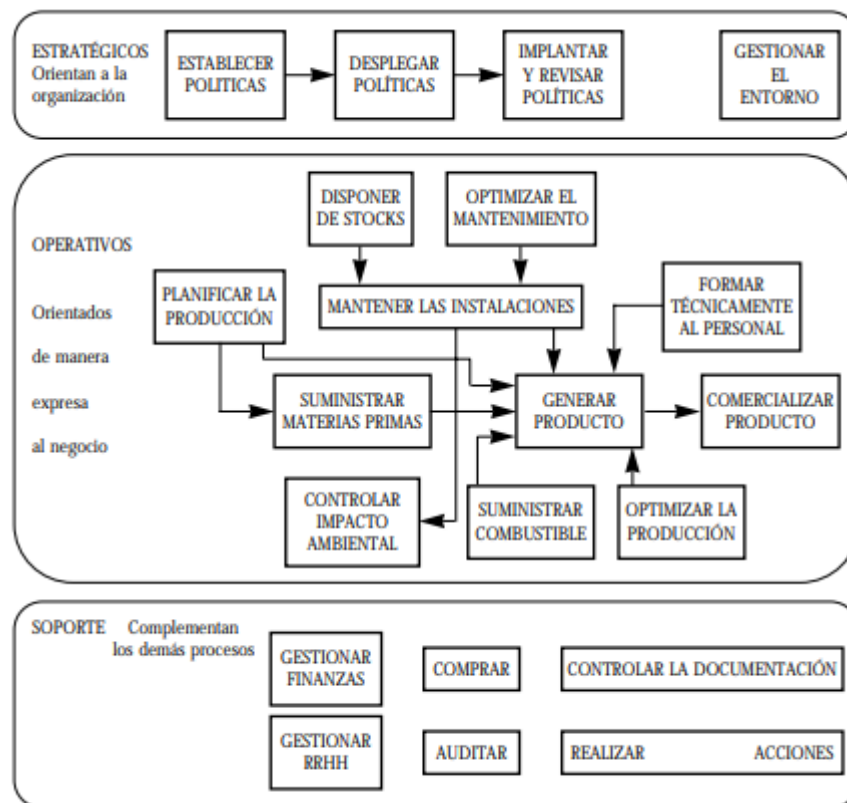 ESTRATÉGICOS
Orientan a la
organización
ESTABLECER
POLITICAS
DESPLEGAR
POLÍTICAS
IMPLANTAR
Y REVISAR
POLÍTICAS
GESTIONAR
EL
ENTORNO
OPERATIVOS
Orientados
de manera
expresa
al negocio
DISPONER
DE STOCKS
OPTIMIZAR EL
MANTENIMIENTO
PLANIFICAR LA
PRODUCCIÓN
MANTENER LAS INSTALACIONES
FORMAR
TÉCNICAMENTE
AL PERSONAL
SUMINISTRAR
MATERIAS PRIMAS
GENERAR
PRODUCTO
COMERCIALIZAR
PRODUCTO
CONTROLAR
IMPACTO
AMBIENTAL
SUMINISTRAR
COMBUSTIBLE
OPTIMIZAR LA
PRODUCCIÓN
SOPORTE Complementan
los demás procesos
GESTIONAR
FINANZAS
COMPRAR
CONTROLAR LA DOCUMENTACIÓN
GESTIONAR
RRHH
AUDITAR
REALIZAR ACCIONES